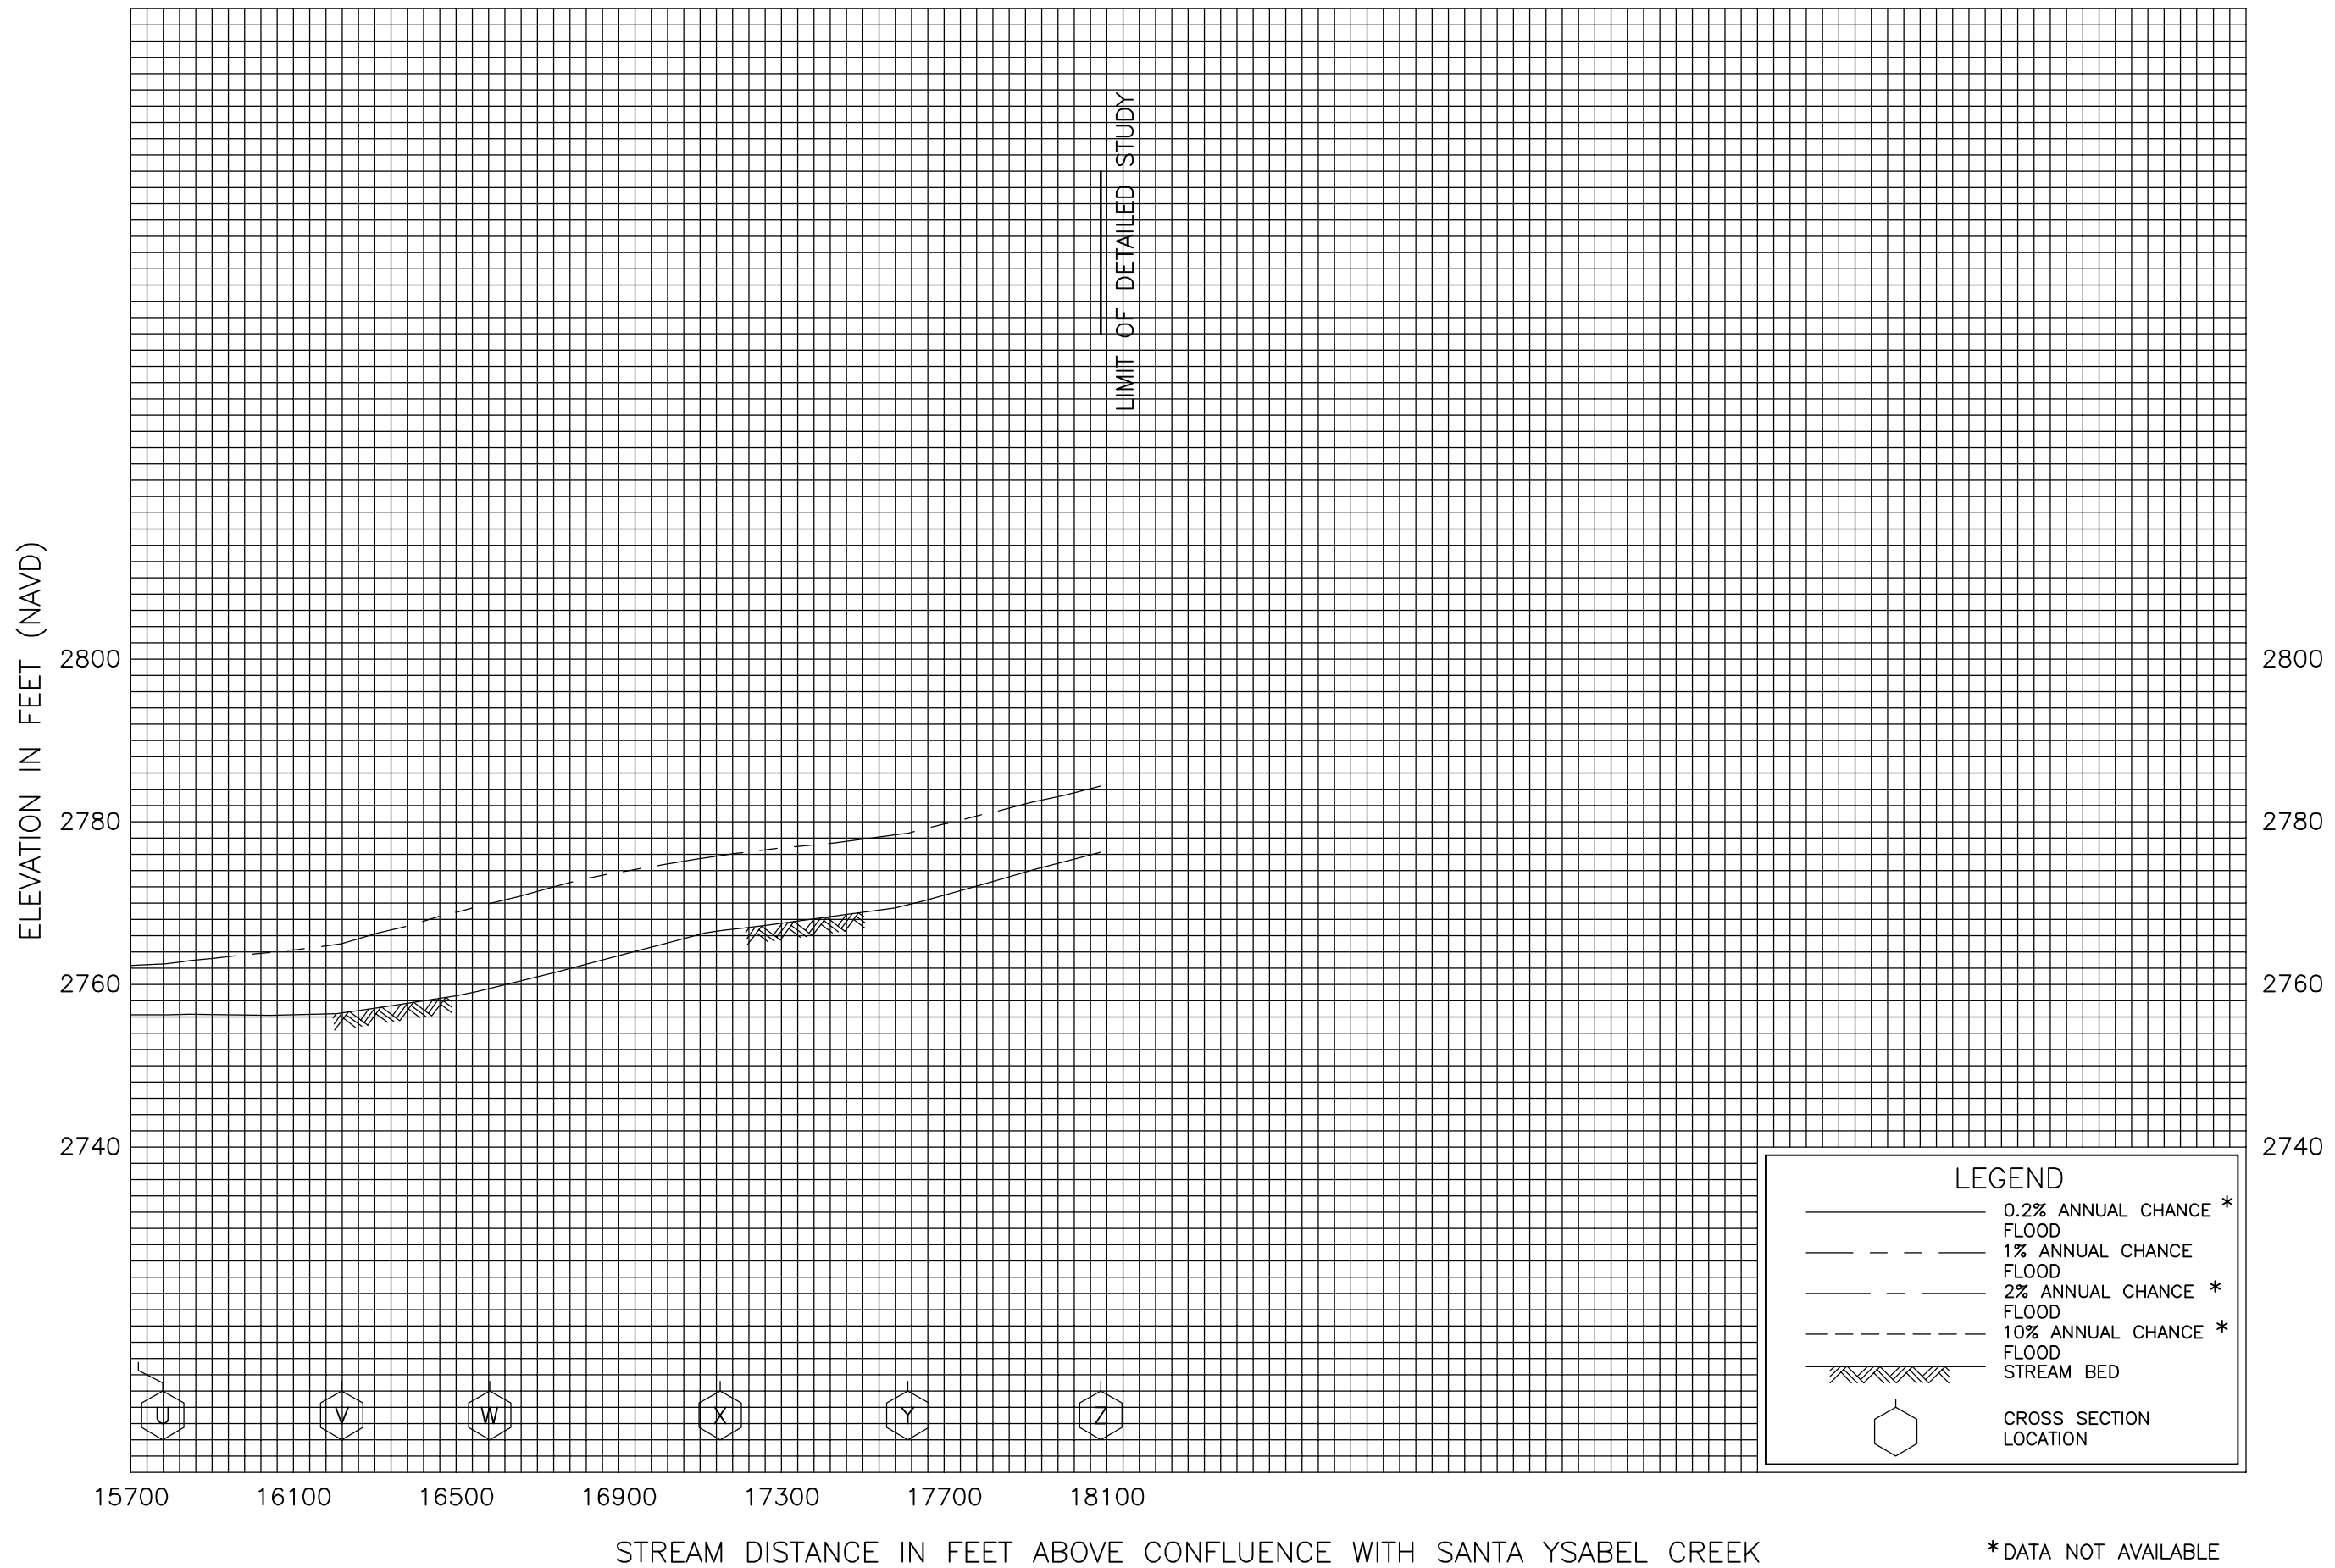 LIMIT OF DETAILED STUDY
ELEVATION IN FEET (NAVD)
2800
2800
2780
2780
2760
2760
2740
2740
LEGEND
0.2% ANNUAL CHANCE *
FLOOD
1% ANNUAL CHANCE
FLOOD
2% ANNUAL CHANCE *
FLOOD
10% ANNUAL CHANCE *
FLOOD
STREAM BED
CROSS SECTION
LOCATION
U V W X Y Z
15700 16100 16500 16900 17300 17700 18100
STREAM DISTANCE IN FEET ABOVE CONFLUENCE WITH SANTA YSABEL CREEK
*DATA NOT AVAILABLE